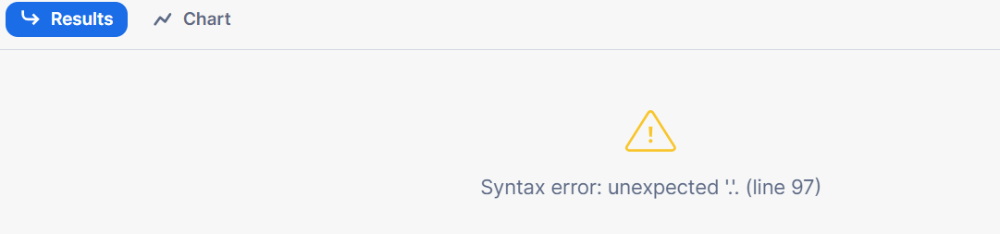 Results Chart
Syntax error: unexpected '.'. (line 97)